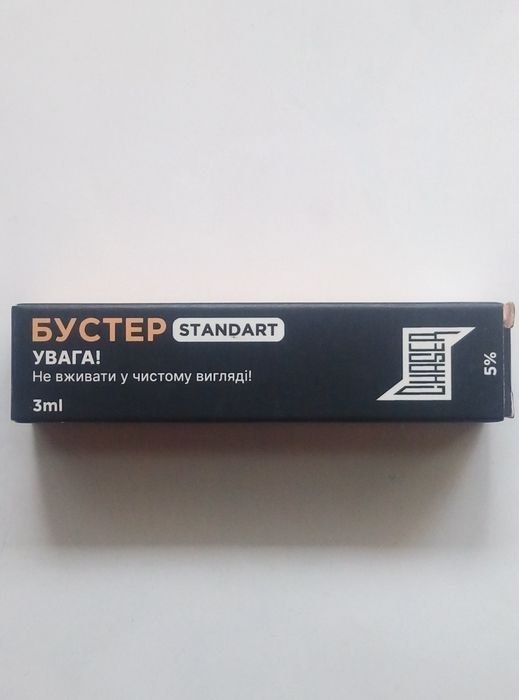 БУСТЕР STANDART
УВАГА!
Не вживати у чистому вигляді!
3ml
CHASER
5%